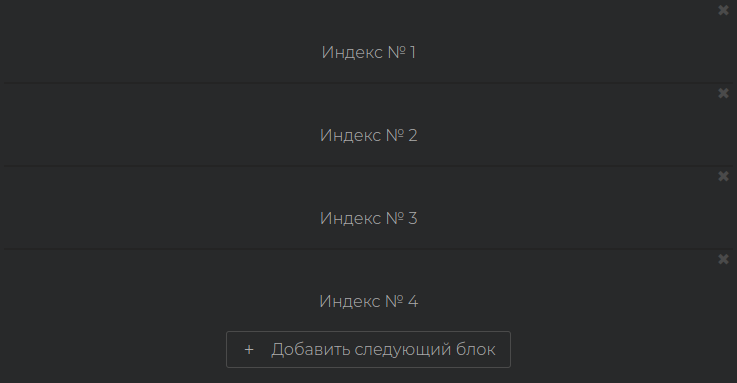 Индекс № 1
Индекс № 2
Индекс № 3
Индекс № 4
+ Добавить следующий блок